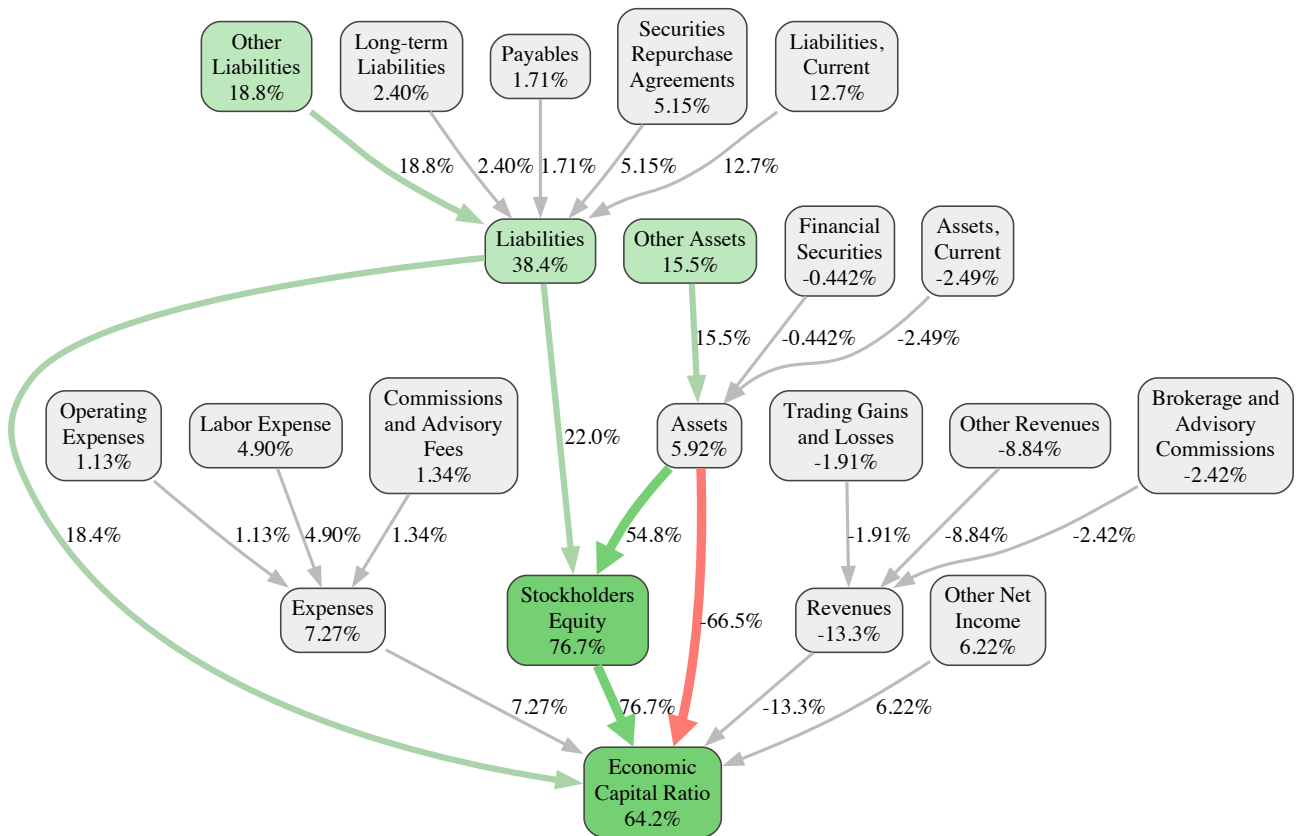 Other
Liabilities
18.8%
Long-term
Liabilities
2.40%
Payables
1.71%
Securities
Repurchase
Agreements
5.15%
Liabilities,
Current
12.7%
18.8%
2.40%
1.71%
5.15%
12.7%
Liabilities
38.4%
Other Assets
15.5%
Financial
Securities
-0.442%
Assets,
Current
-2.49%
15.5%
-0.442%
-2.49%
Operating
Expenses
1.13%
Labor Expense
4.90%
Commissions
and Advisory
Fees
1.34%
22.0%
Assets
5.92%
Trading Gains
and Losses
-1.91%
Other Revenues
-8.84%
Brokerage and
Advisory
Commissions
-2.42%
18.4%
1.13%
4.90%
1.34%
54.8%
-1.91%
-8.84%
-2.42%
Expenses
7.27%
Stockholders
Equity
76.7%
-66.5%
Revenues
-13.3%
Other Net
Income
6.22%
7.27%
76.7%
-13.3%
6.22%
Economic
Capital Ratio
64.2%